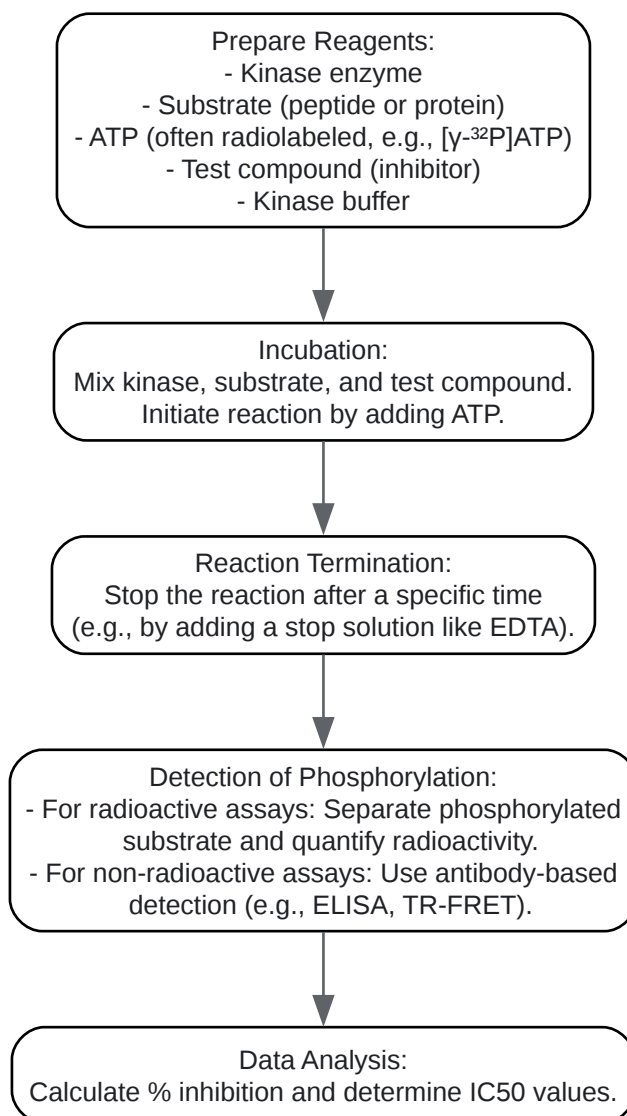 Prepare Reagents:
- Kinase enzyme
- Substrate (peptide or protein)
- ATP (often radiolabeled, e.g., [γ-³²P]ATP)
- Test compound (inhibitor)
- Kinase buffer
Incubation:
Mix kinase, substrate, and test compound.
Initiate reaction by adding ATP.
Reaction Termination:
Stop the reaction after a specific time
(e.g., by adding a stop solution like EDTA).
Detection of Phosphorylation:
- For radioactive assays: Separate phosphorylated
substrate and quantify radioactivity.
- For non-radioactive assays: Use antibody-based
detection (e.g., ELISA, TR-FRET).
Data Analysis:
Calculate % inhibition and determine IC50 values.